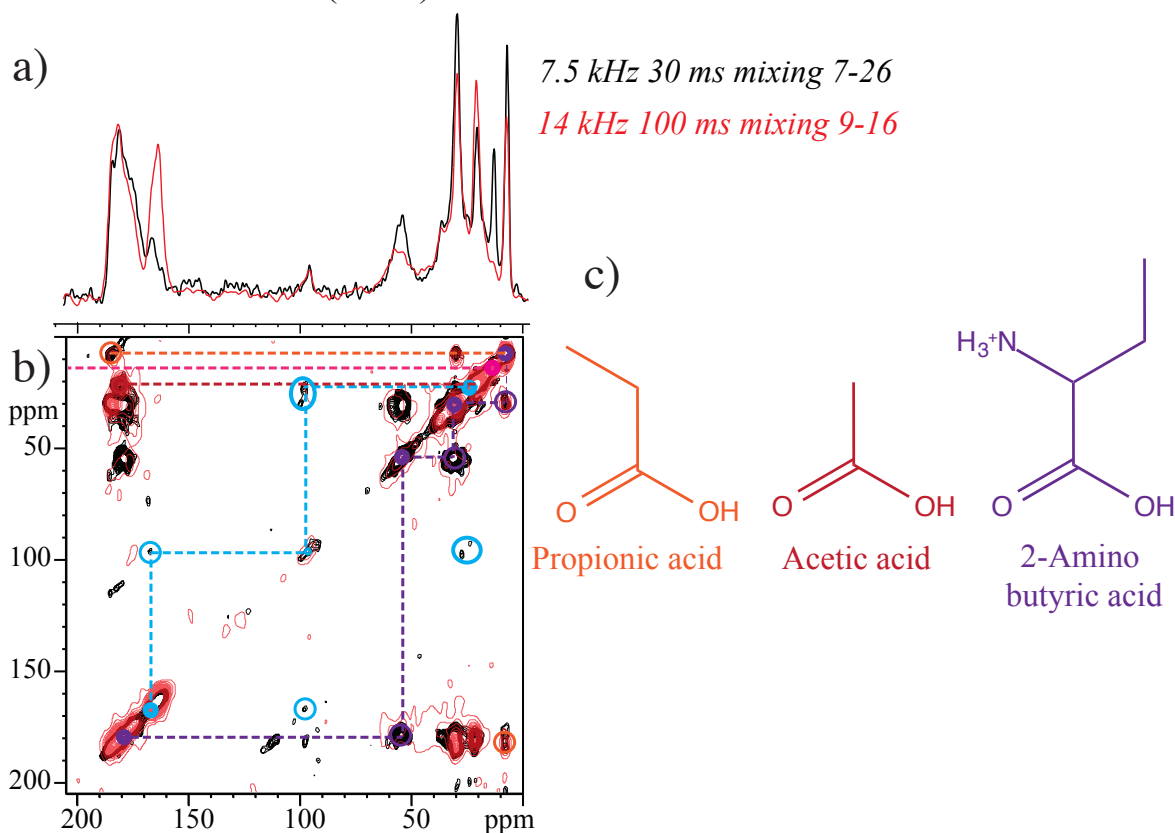 a)
7.5 kHz 30 ms mixing 7-26
14 kHz 100 ms mixing 9-16
b)
ppm
50
100
150
200
200 150 100 50 ppm
c)
H3+N
O
OH
O
OH
O
OH
Propionic acid
Acetic acid
2-Amino
butyric acid